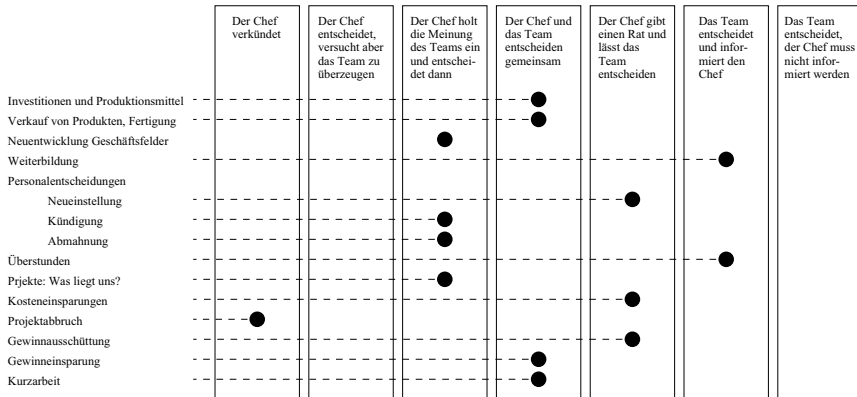 Der Chef
verkündet
Der Chef
entscheidet,
versucht aber
das Team zu
überzeugen
Der Chef holt
die Meinung
des Teams ein
und entschei-
det dann
Der Chef und
das Team
entscheiden
gemeinsam
Der Chef gibt
einen Rat und
lässt das
Team
entscheiden
Das Team
entscheidet
und infor-
miert den
Chef
Das Team
entscheidet,
der Chef muss
nicht infor-
miert werden
Investitionen und Produktionsmittel
Verkauf von Produkten, Fertigung
Neuentwicklung Geschäftsfelder
Weiterbildung
Personalentscheidungen
Neueinstellung
Kündigung
Abmahnung
Überstunden
Prjekte: Was liegt uns?
Kosteneinsparungen
Projektabbruch
Gewinnausschüttung
Gewinneinsparung
Kurzarbeit